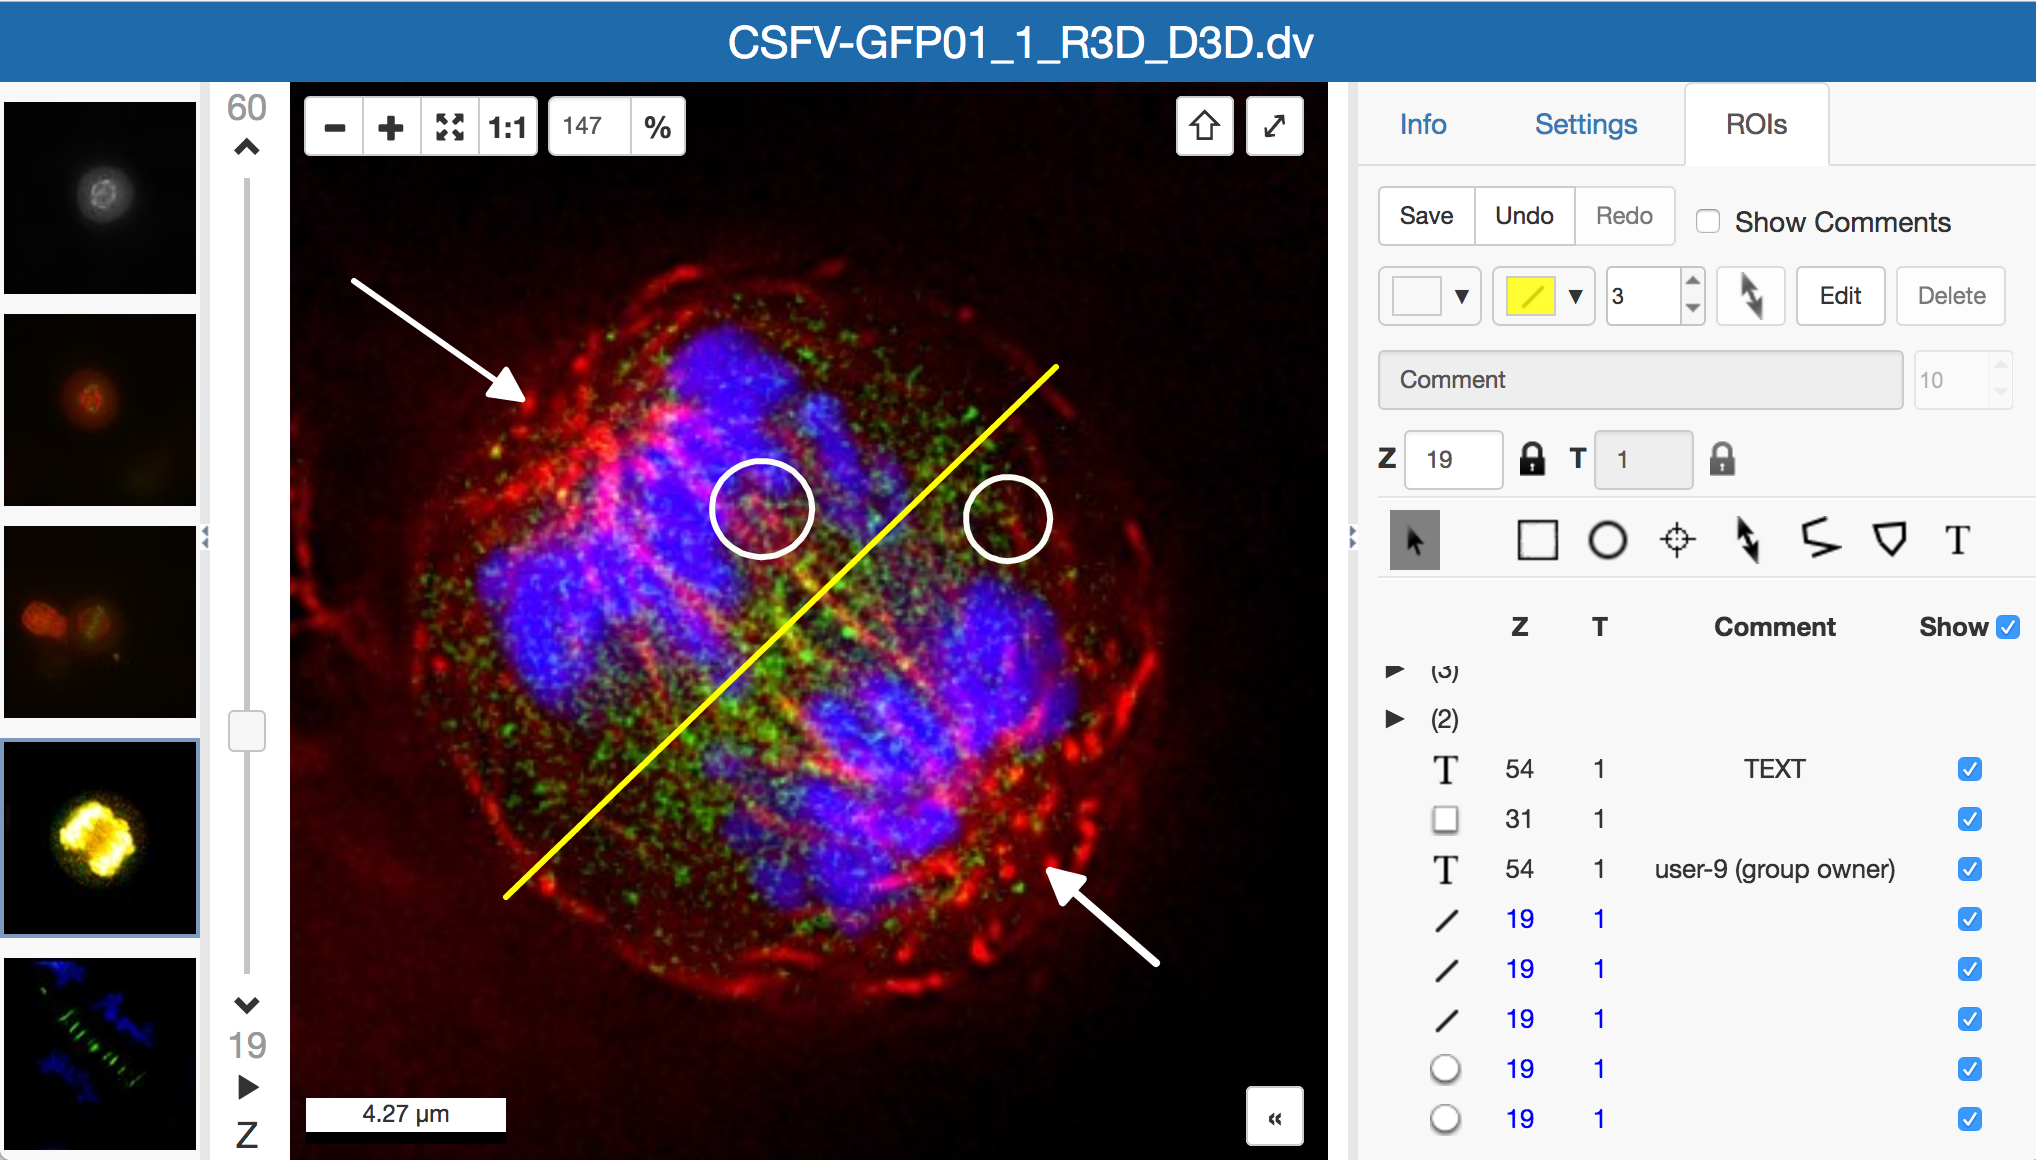 CSFV-GFP01_1_R3D_D3D.dv
60
1:1 147 %
Info Settings ROIs
Save Undo Redo Show Comments
3 Edit Delete
Comment 10
Z 19 T 1
T
Z T Comment Show
(3)
(2)
T 54 1 TEXT
31 1
T 54 1 user-9 (group owner)
19 1
19 1
19 1
19 1
19 1
19
Z
4.27 µm
«